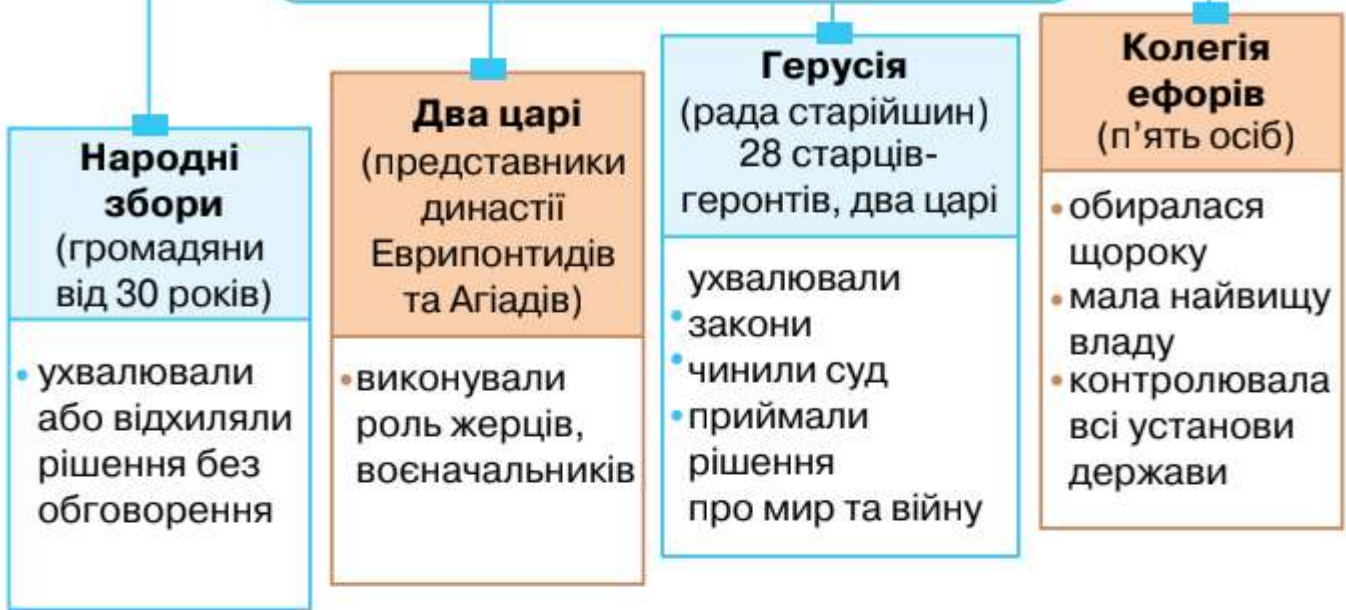 Народні
збори
(громадяни
від 30 років)
• ухвалювали
або відхиляли
рішення без
обговорення
Два царі
(представники
династії
Еврипонтидів
та Агіадів)
•виконували
роль жерців,
воєначальників
Герусія
(рада старійшин)
28 старців-
геронтів, два царі
ухвалювали
• закони
• чинили суд
• приймали
рішення
про мир та війну
Колегія
ефорів
(п’ять осіб)
•обиралася
щороку
•мала найвищу
владу
•контролювала
всі установи
держави